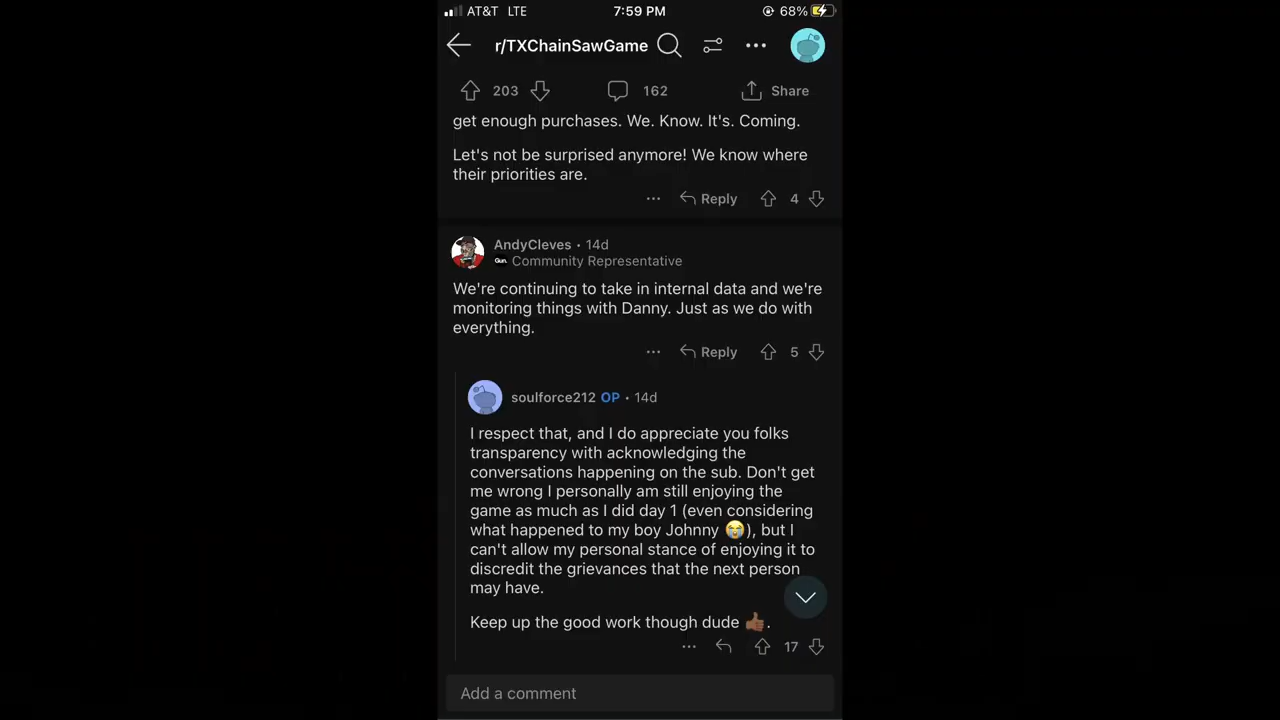 AT&T LTE 7:59 PM 68%
r/TXChainSawGame
203 162 Share
get enough purchases. We. Know. It's. Coming.
Let's not be surprised anymore! We know where
their priorities are.
Reply 4
AndyCleves • 14d
Gun. Community Representative
We're continuing to take in internal data and we're
monitoring things with Danny. Just as we do with
everything.
Reply 5
soulforce212 OP • 14d
I respect that, and I do appreciate you folks
transparency with acknowledging the
conversations happening on the sub. Don't get
me wrong I personally am still enjoying the
game as much as I did day 1 (even considering
what happened to my boy Johnny 😭), but I
can't allow my personal stance of enjoying it to
discredit the grievances that the next person
may have.
Keep up the good work though dude 👍🏾.
17
Add a comment